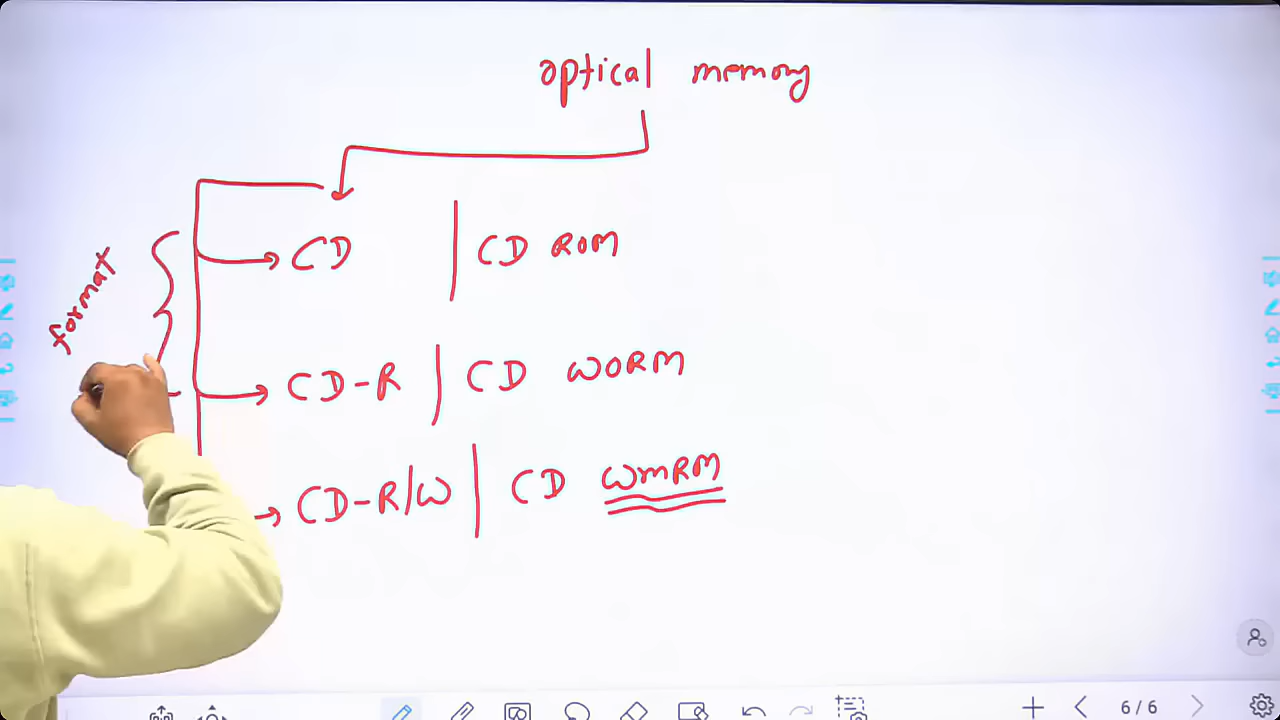 optical memory
CD | CD ROM
format
CD-R | CD WORM
CD-R/W | CD WMRM
6/6